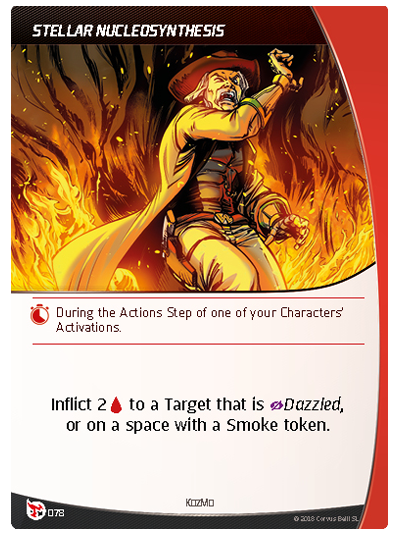 STELLAR NUCLEOSYNTHESIS
During the Actions Step of one of your Characters'
Activations.
Inflict 2 to a Target that is Dazzled,
or on a space with a Smoke token.
KozMo
078
© 2018 Corvus Belli SL